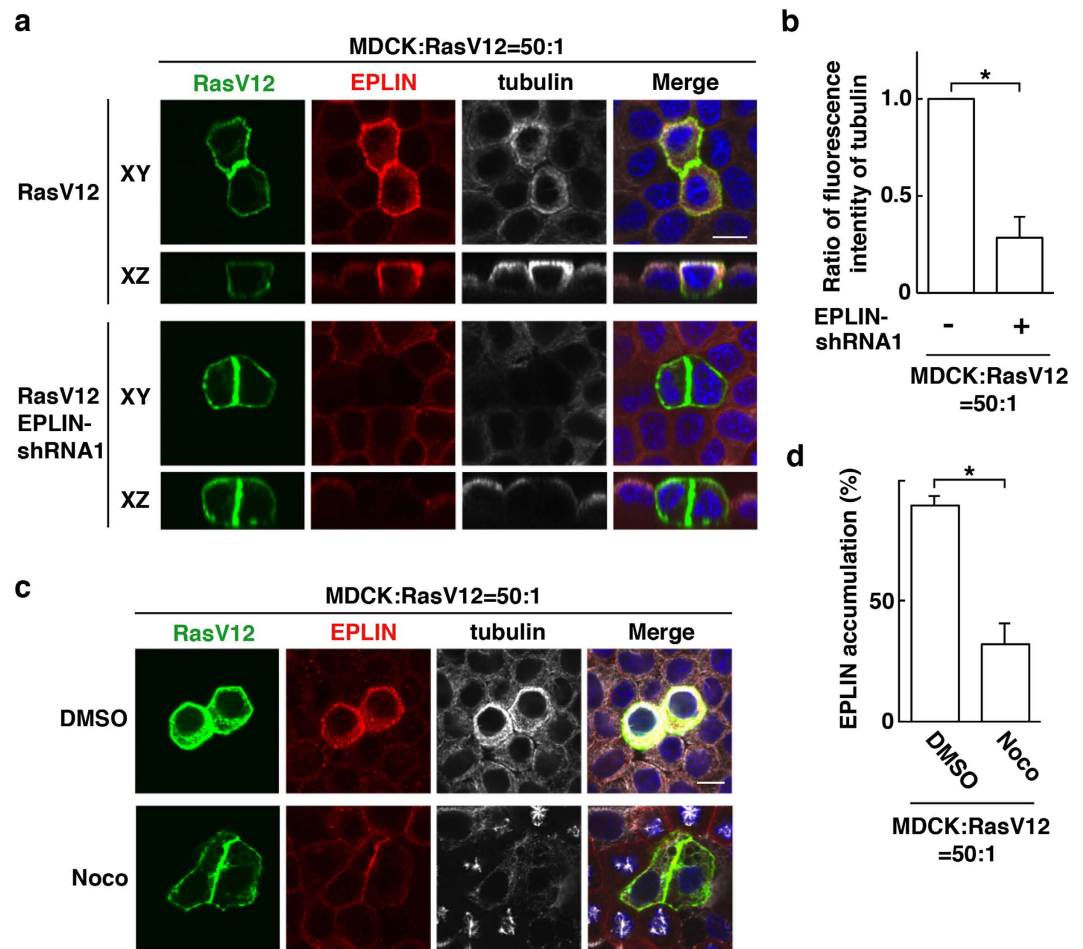 a
MDCK:RasV12=50:1
RasV12 EPLIN tubulin Merge
RasV12
XY
XZ
RasV12
EPLIN-
shRNA1
XY
XZ
b
Ratio of fluorescence
intentity of tubulin
1.0
0.5
0
*
EPLIN-
shRNA1
- +
MDCK:RasV12
=50:1
c
MDCK:RasV12=50:1
RasV12 EPLIN tubulin Merge
DMSO
Noco
d
EPLIN accumulation (%)
50
0
*
DMSO
Noco
MDCK:RasV12
=50:1